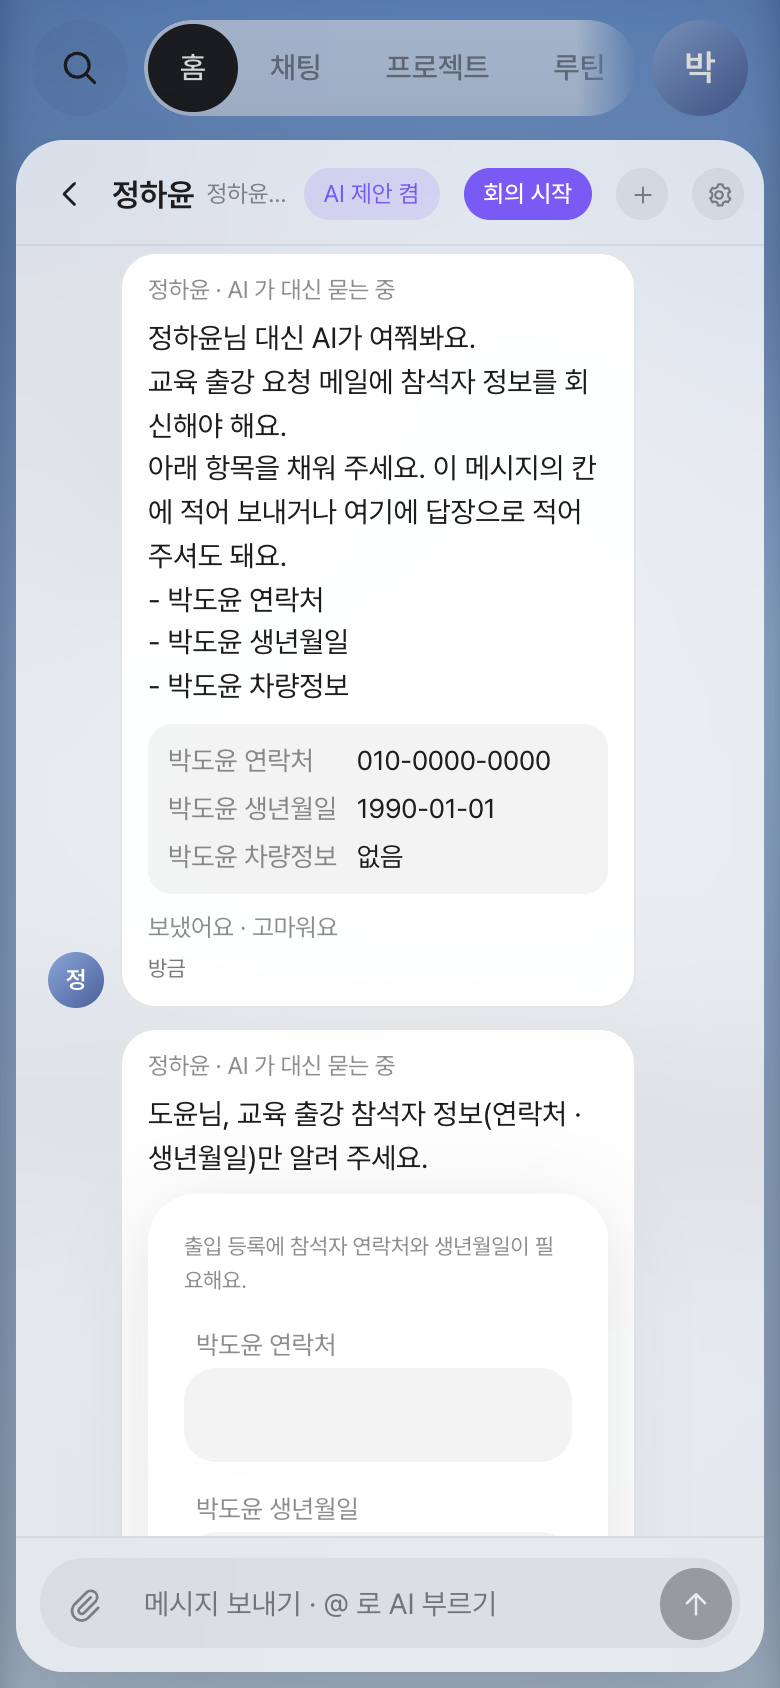 홈
채팅
프로젝트
루틴
박
정하윤
정하윤...
AI 제안 켬
회의 시작
정하윤 · AI 가 대신 묻는 중
정하윤님 대신 AI가 여쭤봐요.
교육 출강 요청 메일에 참석자 정보를 회
신해야 해요.
아래 항목을 채워 주세요. 이 메시지의 칸
에 적어 보내거나 여기에 답장으로 적어
주셔도 돼요.
- 박도윤 연락처
- 박도윤 생년월일
- 박도윤 차량정보
박도윤 연락처 010-0000-0000
박도윤 생년월일 1990-01-01
박도윤 차량정보 없음
보냈어요 · 고마워요
방금
정
정하윤 · AI 가 대신 묻는 중
도윤님, 교육 출강 참석자 정보(연락처 ·
생년월일)만 알려 주세요.
출입 등록에 참석자 연락처와 생년월일이 필
요해요.
박도윤 연락처
박도윤 생년월일
메시지 보내기 · @ 로 AI 부르기